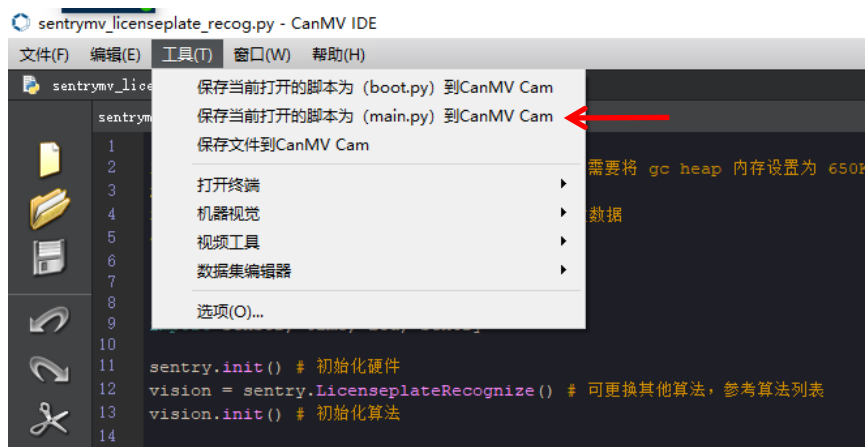 sentrymv_licenseplate_recog.py - CanMV IDE
文件(F) 编辑(E) 工具(T) 窗口(W) 帮助(H)
sentrymv_lice
保存当前打开的脚本为（boot.py）到CanMV Cam
sentrym
保存当前打开的脚本为（main.py）到CanMV Cam
1
保存文件到CanMV Cam
2 需要将 gc heap 内存设置为 650K
3 打开终端
4 机器视觉 数据
5 视频工具
6 数据集编辑器
7
8 选项(O)...
9
10
11 sentry.init() # 初始化硬件
12 vision = sentry.LicenseplateRecognize() # 可更换其他算法，参考算法列表
13 vision.init() # 初始化算法
14